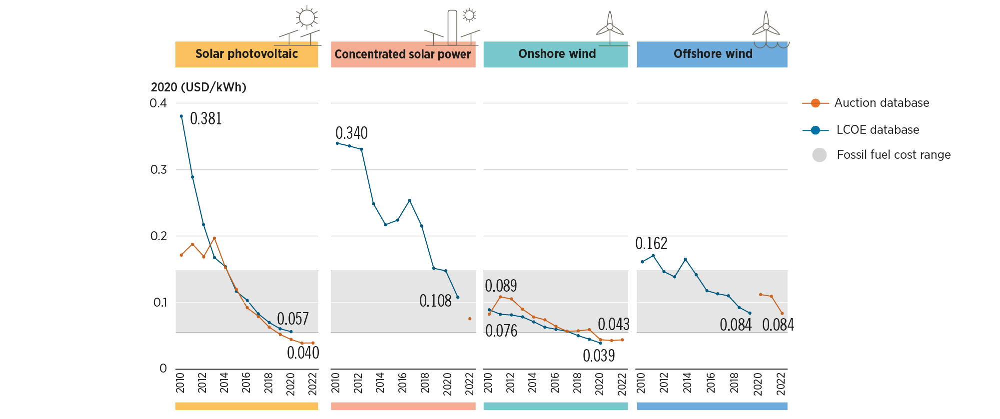 Solar photovoltaic
Concentrated solar power
Onshore wind
Offshore wind
2020 (USD/kWh)
0.4
0.3
0.2
0.1
0
0.381
0.057
0.040
0.340
0.108
0.089
0.076
0.043
0.039
0.162
0.084
0.084
Auction database
LCOE database
Fossil fuel cost range
2010 2012 2014 2016 2018 2020 2022
2010 2012 2014 2016 2018 2020 2022
2010 2012 2014 2016 2018 2020 2022
2010 2012 2014 2016 2018 2020 2022